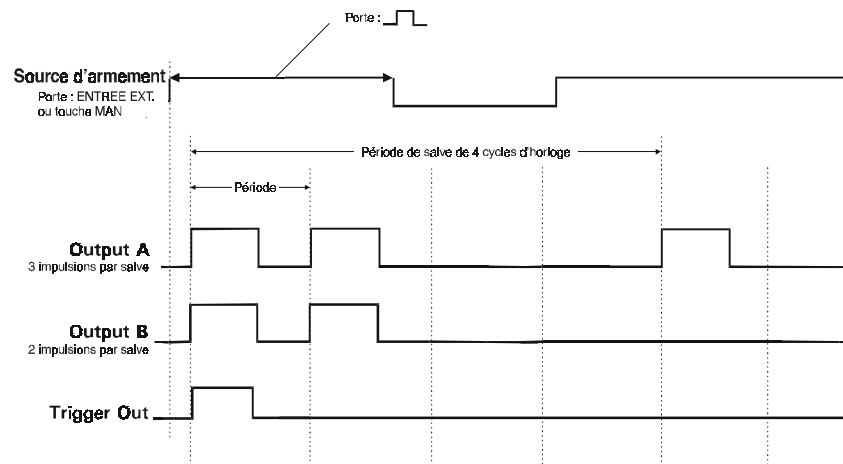 Porte :
Source d'armement
Porte : ENTREE EXT.
ou touche MAN
Période de salve de 4 cycles d'horloge
Période
Output A
3 impulsions par salve
Output B
2 impulsions par salve
Trigger Out